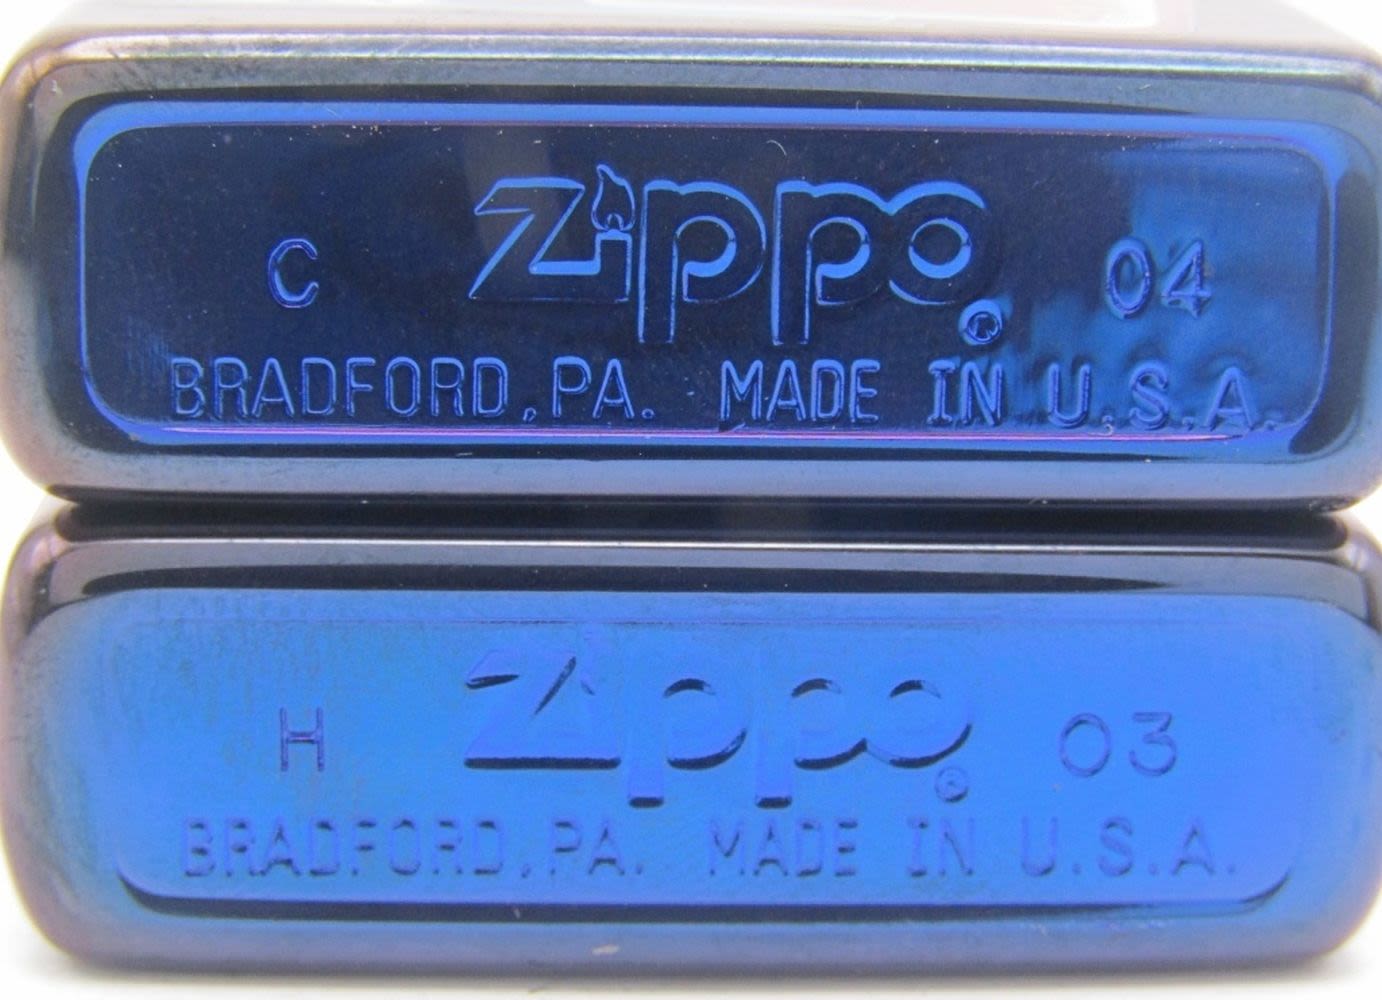 C Zippo ® 04
BRADFORD, PA. MADE IN U.S.A.
H Zippo ® 03
BRADFORD, PA. MADE IN U.S.A.